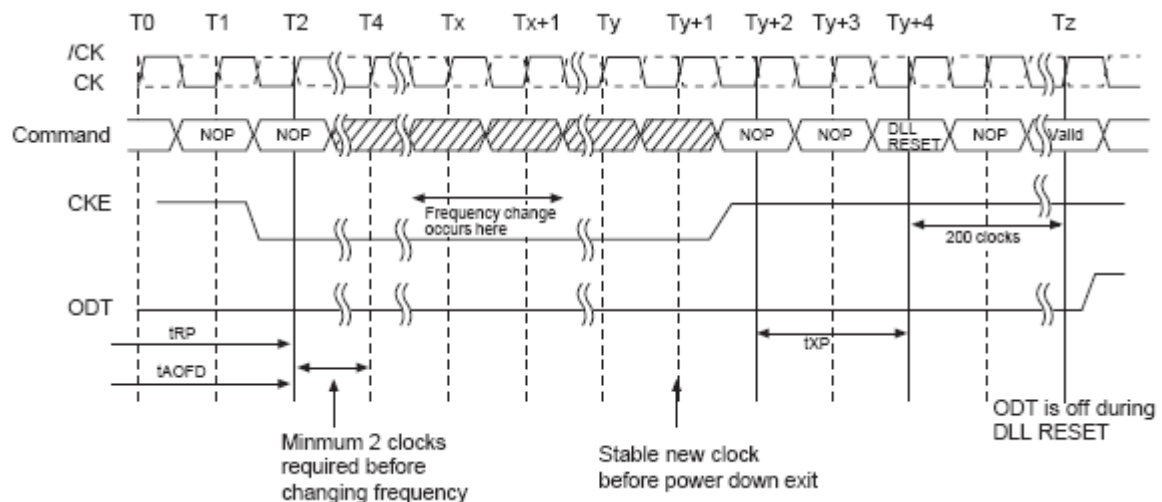 T0 T1 T2 T4 Tx Tx+1 Ty Ty+1 Ty+2 Ty+3 Ty+4 Tz
/CK
CK
Command NOP NOP NOP NOP DLL RESET NOP Valid
CKE
Frequency change
occurs here
200 clocks
ODT
tRP
tXP
tAOFD
ODT is off during
DLL RESET
Minmum 2 clocks
required before
changing frequency
Stable new clock
before power down exit